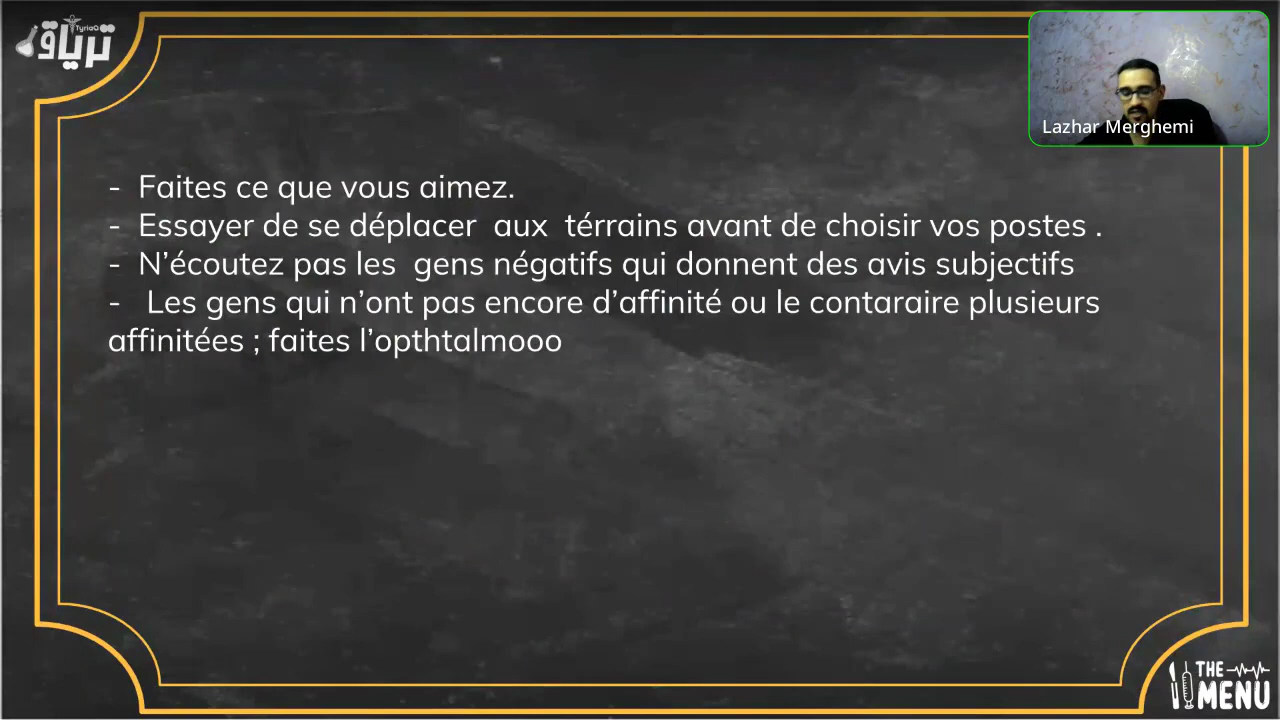 ترياق
TyriaQ
Lazhar Merghemi
- Faites ce que vous aimez.
- Essayer de se déplacer aux térrains avant de choisir vos postes .
- N’écoutez pas les gens négatifs qui donnent des avis subjectifs
- Les gens qui n’ont pas encore d’affinité ou le contaraire plusieurs
affinitées ; faites l’opthtalmooo
THE
MENU